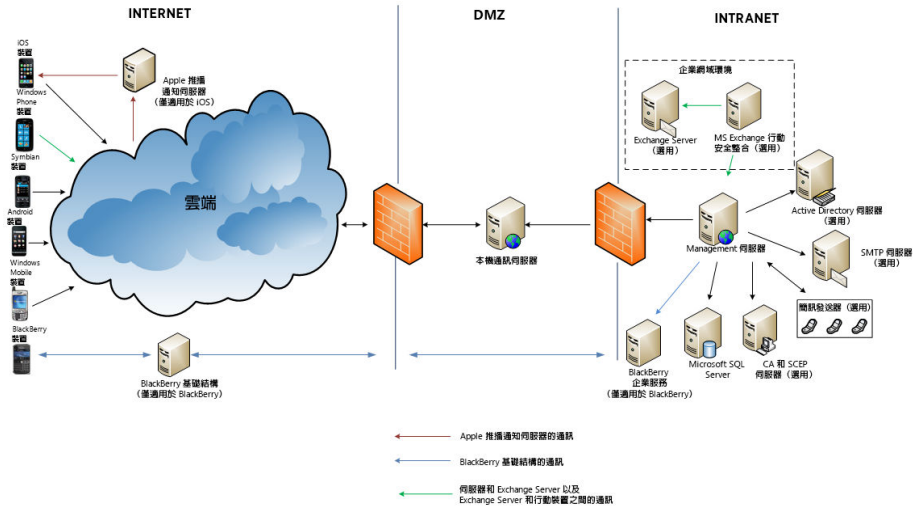 INTERNET
DMZ
INTRANET
iOS
裝置
Windows
Phone
裝置
Symbian
裝置
Android
裝置
Windows
Mobile
裝置
BlackBerry
裝置
Apple 推播
通知伺服器
（僅適用於 iOS）
雲端
BlackBerry 基礎結構
（僅適用於 BlackBerry）
本機通訊伺服器
企業網域環境
Exchange Server
（選用）
MS Exchange 行動
安全整合（選用）
Management 伺服器
Active Directory 伺服器
（選用）
SMTP 伺服器
（選用）
簡訊發送器（選用）
BlackBerry
企業服務
（僅適用於 BlackBerry）
Microsoft SQL
Server
CA 和 SCEP
伺服器（選用）
Apple 推播通知伺服器的通訊
BlackBerry 基礎結構的通訊
伺服器和 Exchange Server 以及
Exchange Server 和行動裝置之間的通訊